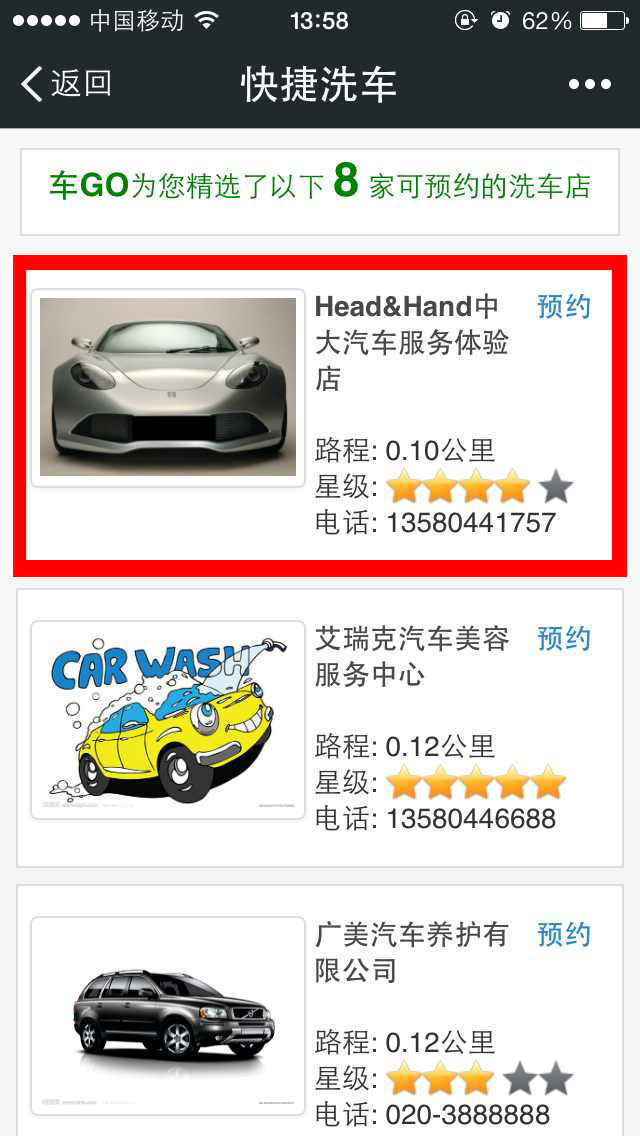 中国移动 13:58 62%
返回 快捷洗车
车GO为您精选了以下 8 家可预约的洗车店
Head&Hand中 预约
大汽车服务体验
店
路程: 0.10公里
星级:
电话: 13580441757
CAR WASH
艾瑞克汽车美容 预约
服务中心
路程: 0.12公里
星级:
电话: 13580446688
广美汽车养护有 预约
限公司
路程: 0.12公里
星级:
电话: 020-3888888